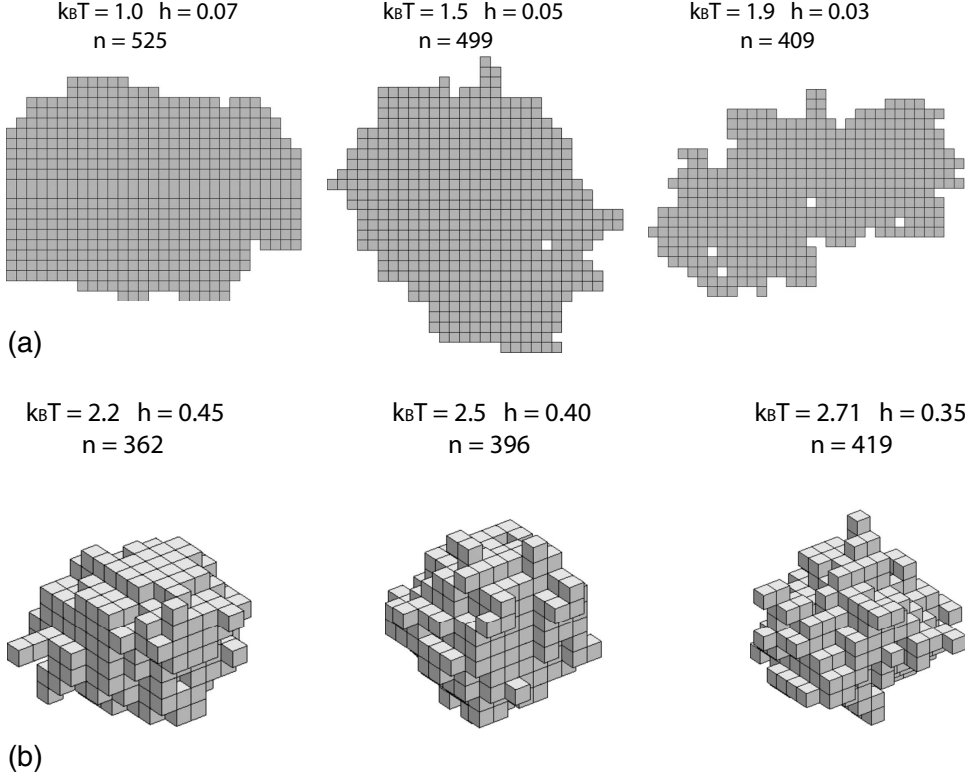 kBT = 1.0 h = 0.07
n = 525
kBT = 1.5 h = 0.05
n = 499
kBT = 1.9 h = 0.03
n = 409
(a)
kBT = 2.2 h = 0.45
n = 362
kBT = 2.5 h = 0.40
n = 396
kBT = 2.71 h = 0.35
n = 419
(b)